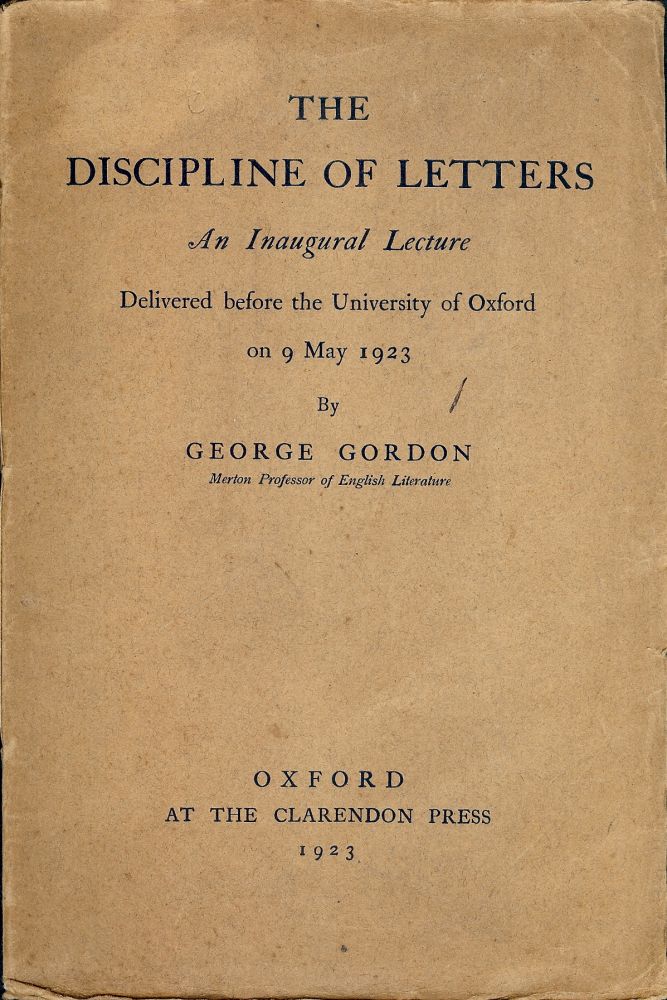 THE
DISCIPLINE OF LETTERS
An Inaugural Lecture
Delivered before the University of Oxford
on 9 May 1923
By
GEORGE GORDON
Merton Professor of English Literature
OXFORD
AT THE CLARENDON PRESS
1923